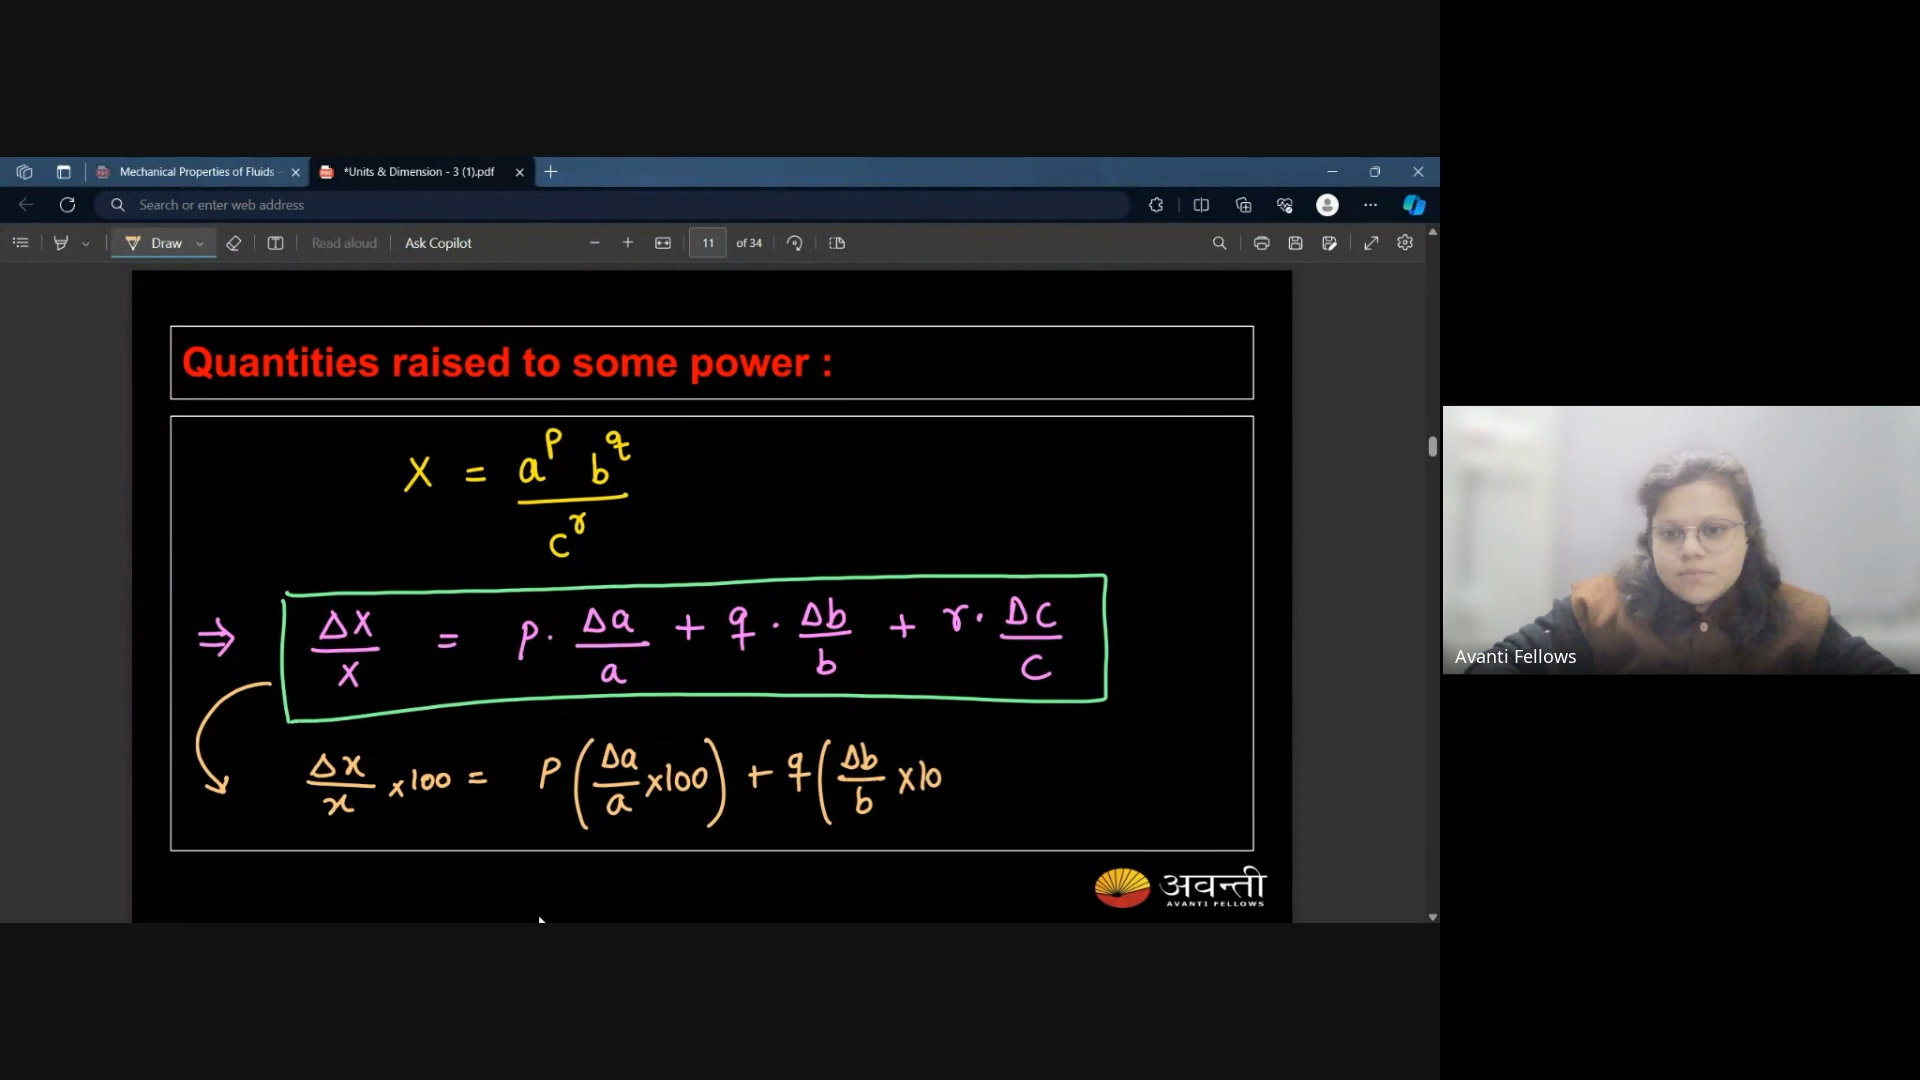 Mechanical Properties of Fluids -
*Units & Dimension - 3 (1).pdf
Search or enter web address
Draw
Read aloud
Ask Copilot
11
of 34
Quantities raised to some power :
X = a^p b^q / c^r
⇒ ΔX/X = p. Δa/a + q . Δb/b + r. Δc/c
Δx/x ×100 = P(Δa/a ×100) + q(Δb/b ×10
अवन्ती
AVANTI FELLOWS
Avanti Fellows